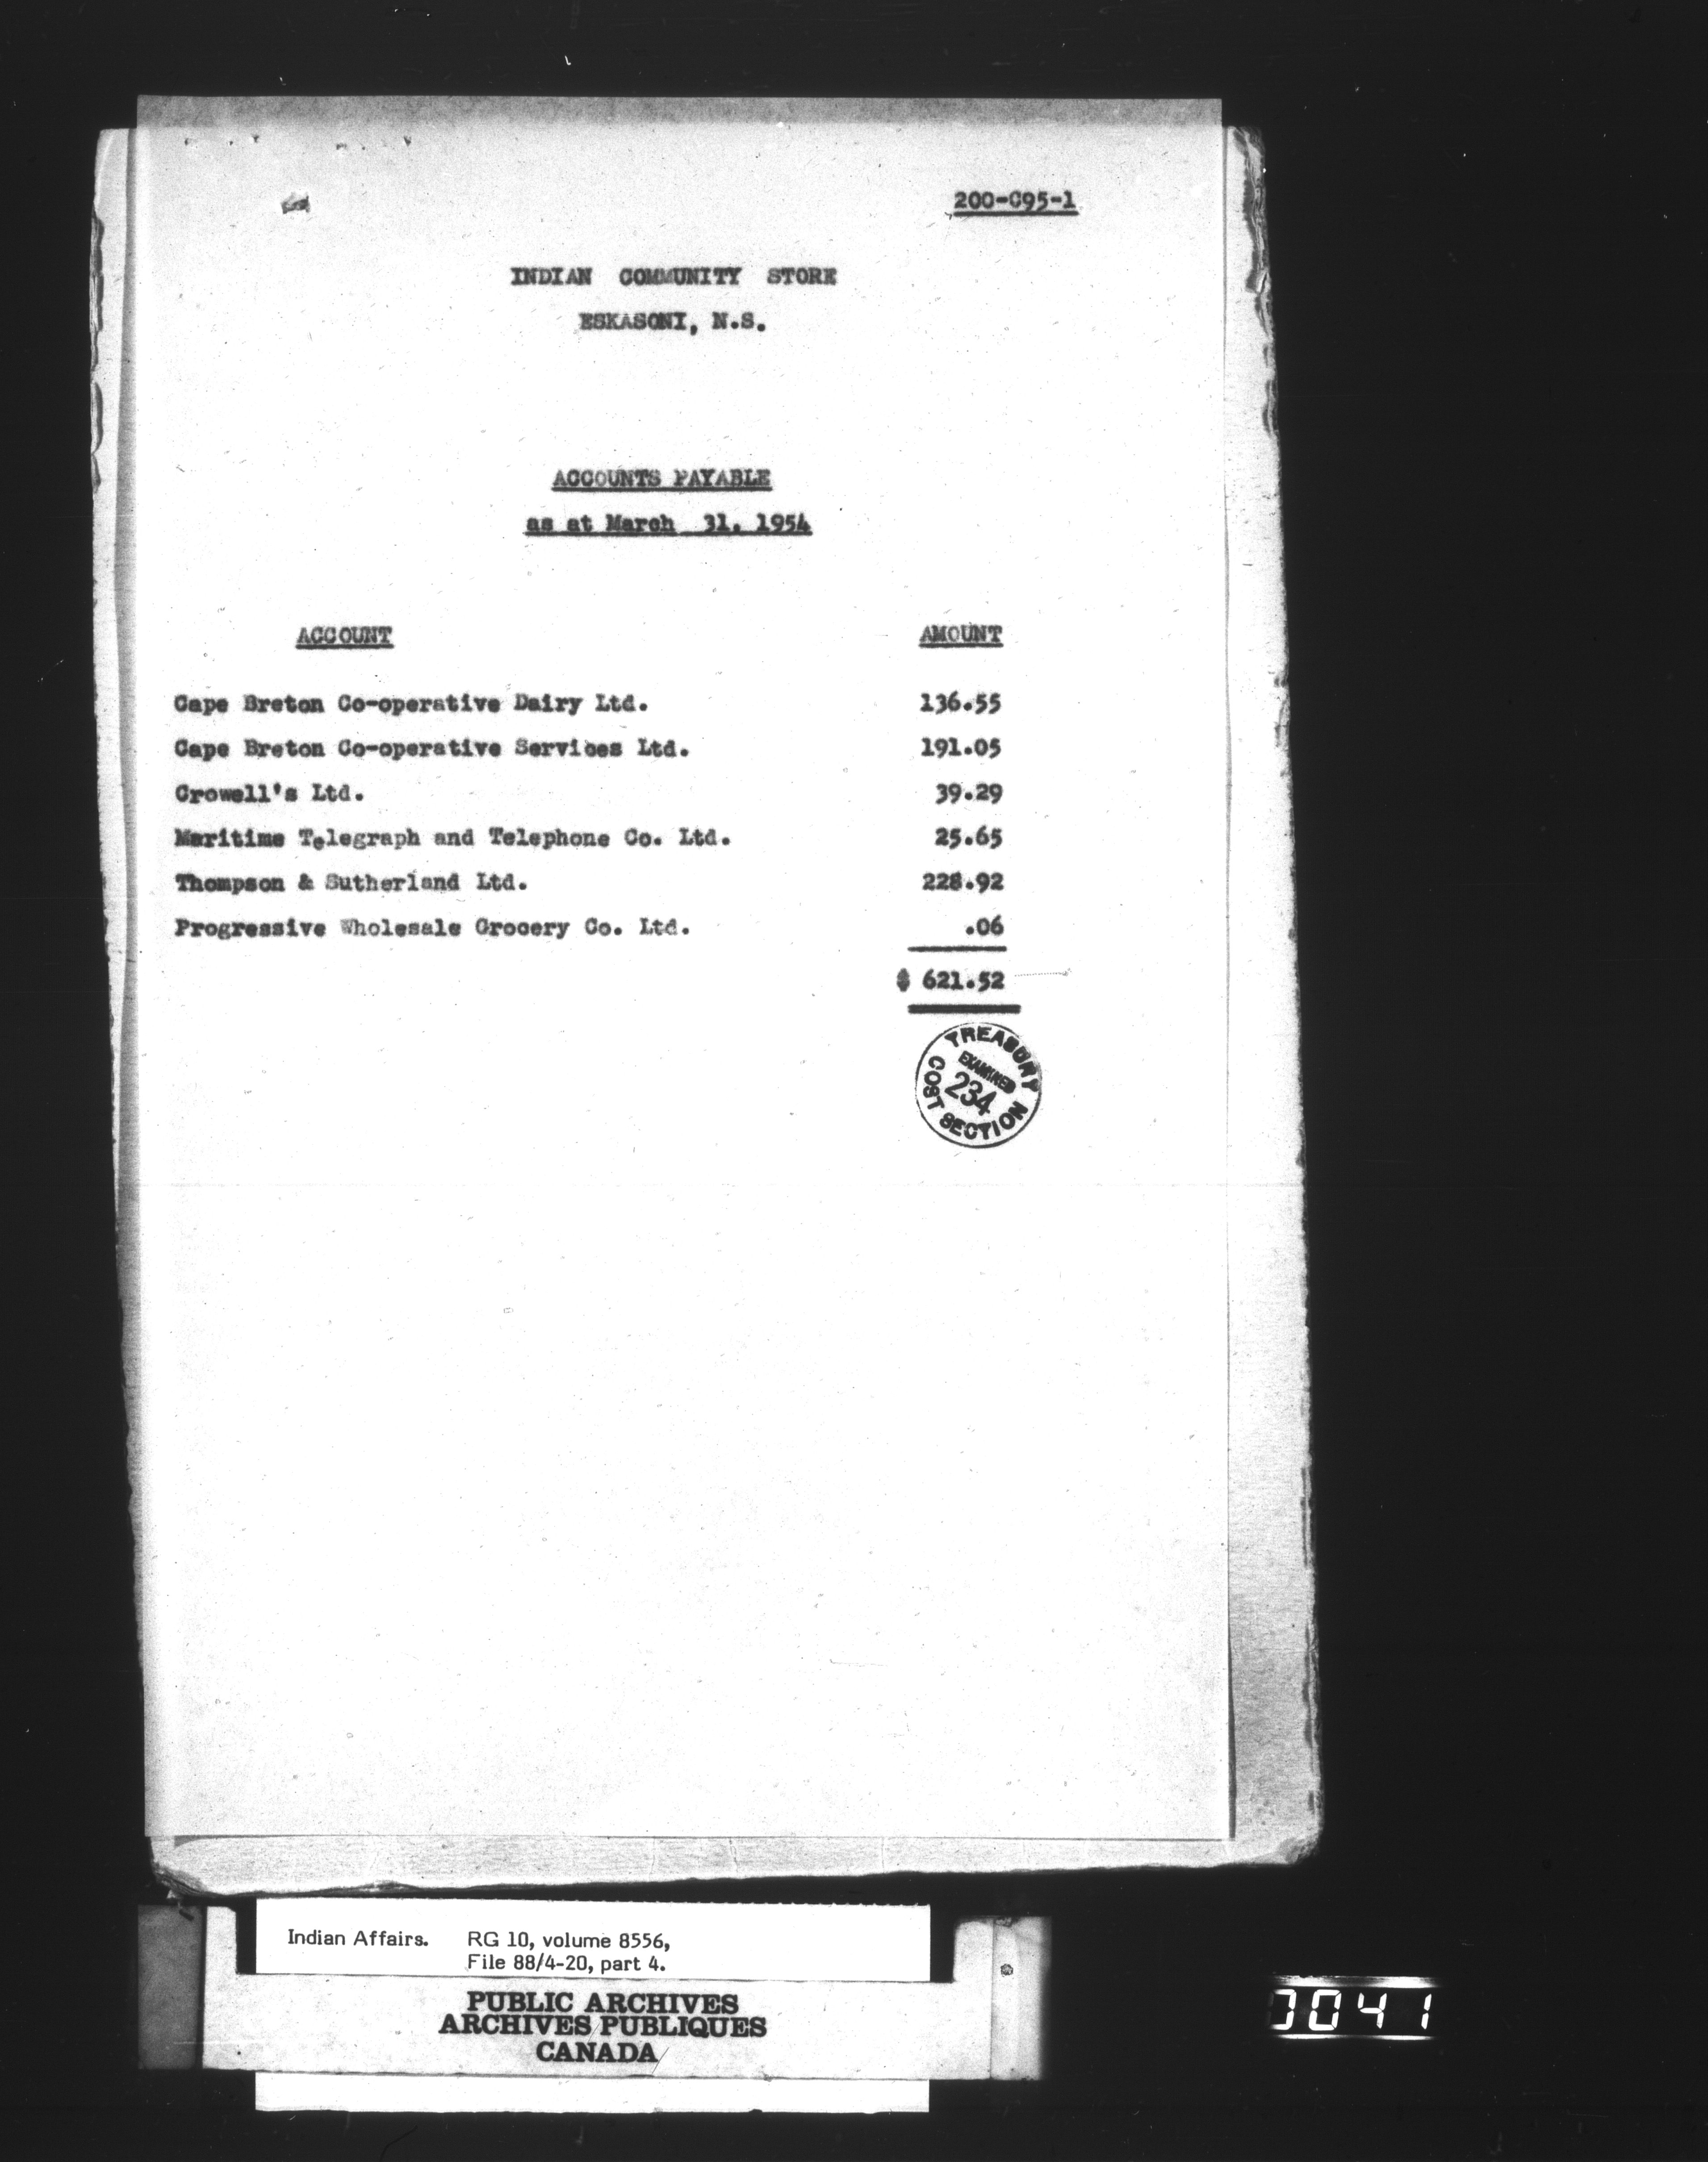 200-C95-1
INDIAN COMMUNITY STORE
ESKASONI, N.S.
ACCOUNTS PAYABLE
as at March 31, 1954
ACCOUNT AMOUNT
Cape Breton Co-operative Dairy Ltd. 136.55
Cape Breton Co-operative Services Ltd. 191.05
Crowell's Ltd. 39.29
Maritime Telegraph and Telephone Co. Ltd. 25.65
Thompson & Sutherland Ltd. 228.92
Progressive Wholesale Grocery Co. Ltd. .06
$ 621.52
TREASURY
EXAMINED
234
COST SECTION
Indian Affairs. RG 10, volume 8556,
File 88/4-20, part 4.
PUBLIC ARCHIVES
ARCHIVES PUBLIQUES
CANADA
0041